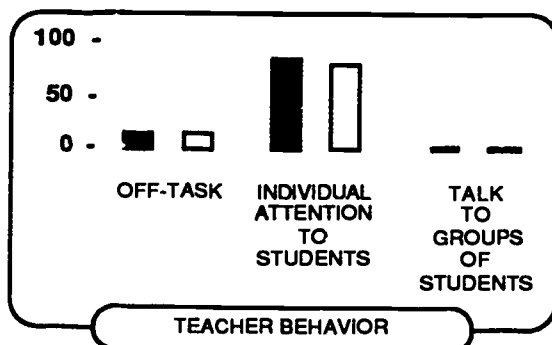 100 -
50 -
0 -
OFF-TASK
INDIVIDUAL
ATTENTION
TO
STUDENTS
TALK
TO
GROUPS
OF
STUDENTS
TEACHER BEHAVIOR